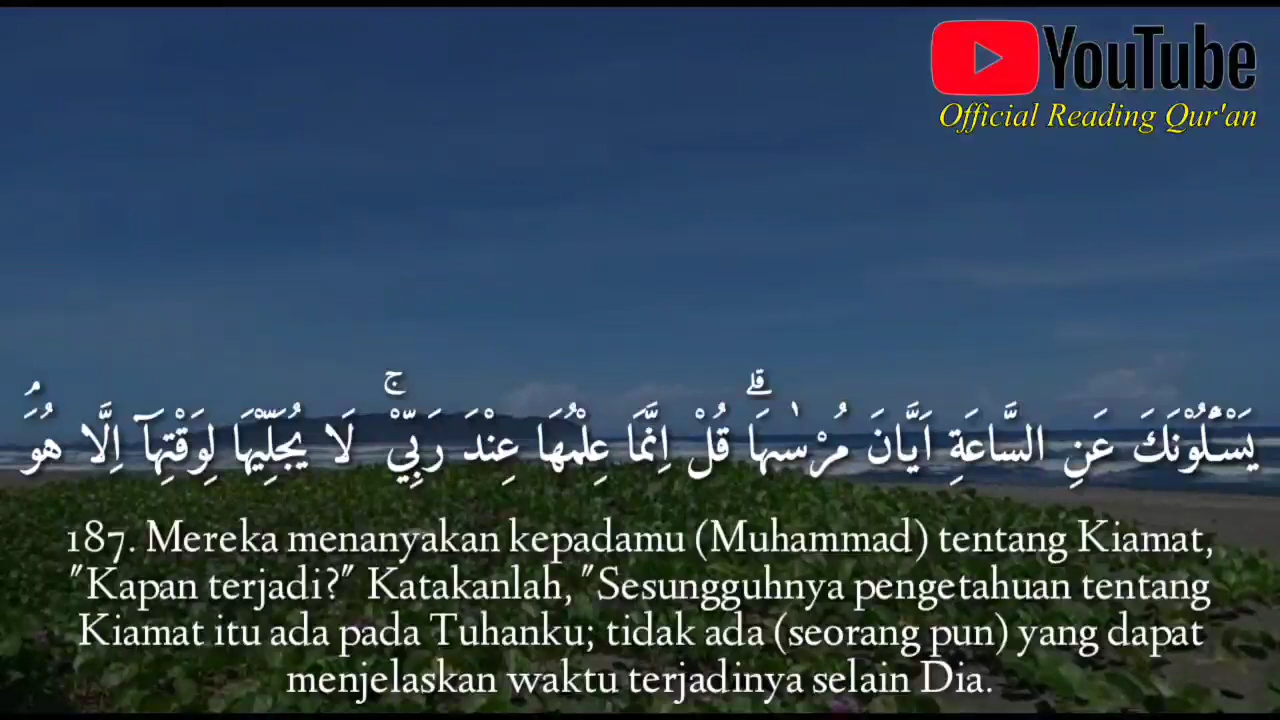 YouTube
Official Reading Qur'an
يَسْـَٔلُوْنَكَ عَنِ السَّاعَةِ اَيَّانَ مُرْسٰىهَاۗ قُلْ اِنَّمَا عِلْمُهَا عِنْدَ رَبِّيْۚ لَا يُجَلِّيْهَا لِوَقْتِهَآ اِلَّا هُوَۘ
187. Mereka menanyakan kepadamu (Muhammad) tentang Kiamat,
"Kapan terjadi?" Katakanlah, "Sesungguhnya pengetahuan tentang
Kiamat itu ada pada Tuhanku; tidak ada (seorang pun) yang dapat
menjelaskan waktu terjadinya selain Dia.